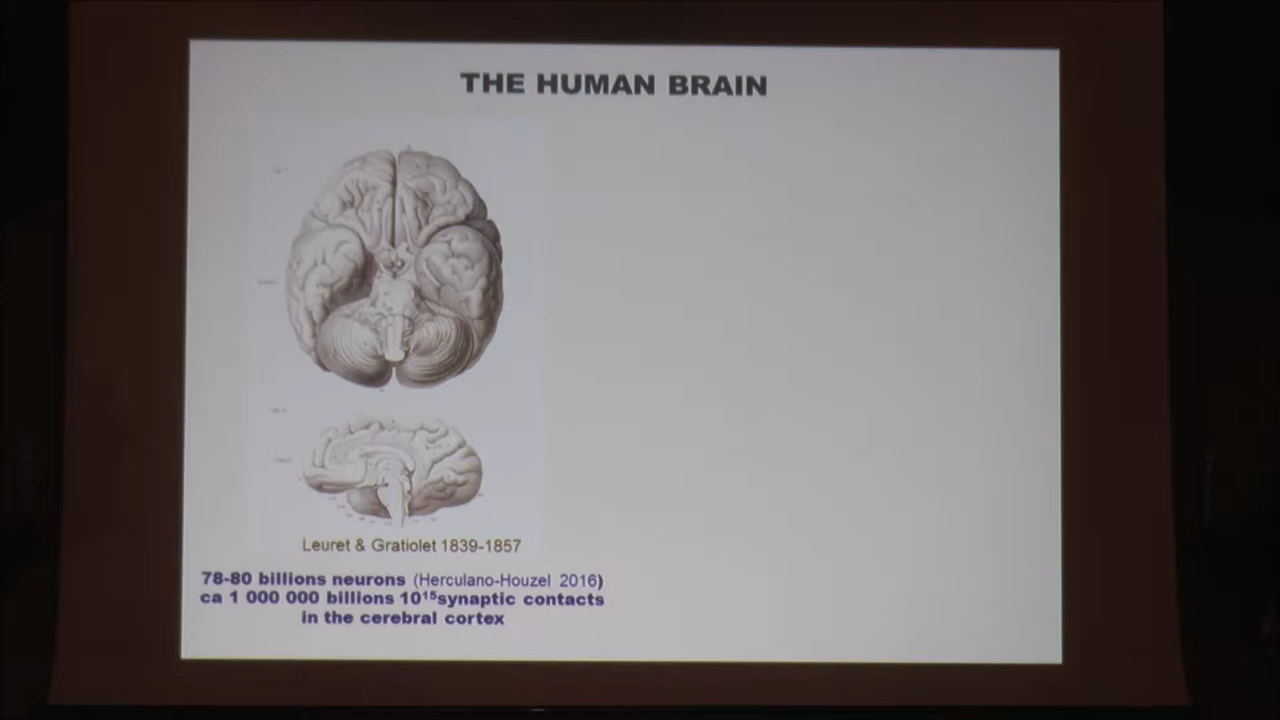 THE HUMAN BRAIN
Leuret & Gratiolet 1839-1857
78-80 billions neurons (Herculano-Houzel 2016)
ca 1 000 000 billions 10¹⁵synaptic contacts
in the cerebral cortex